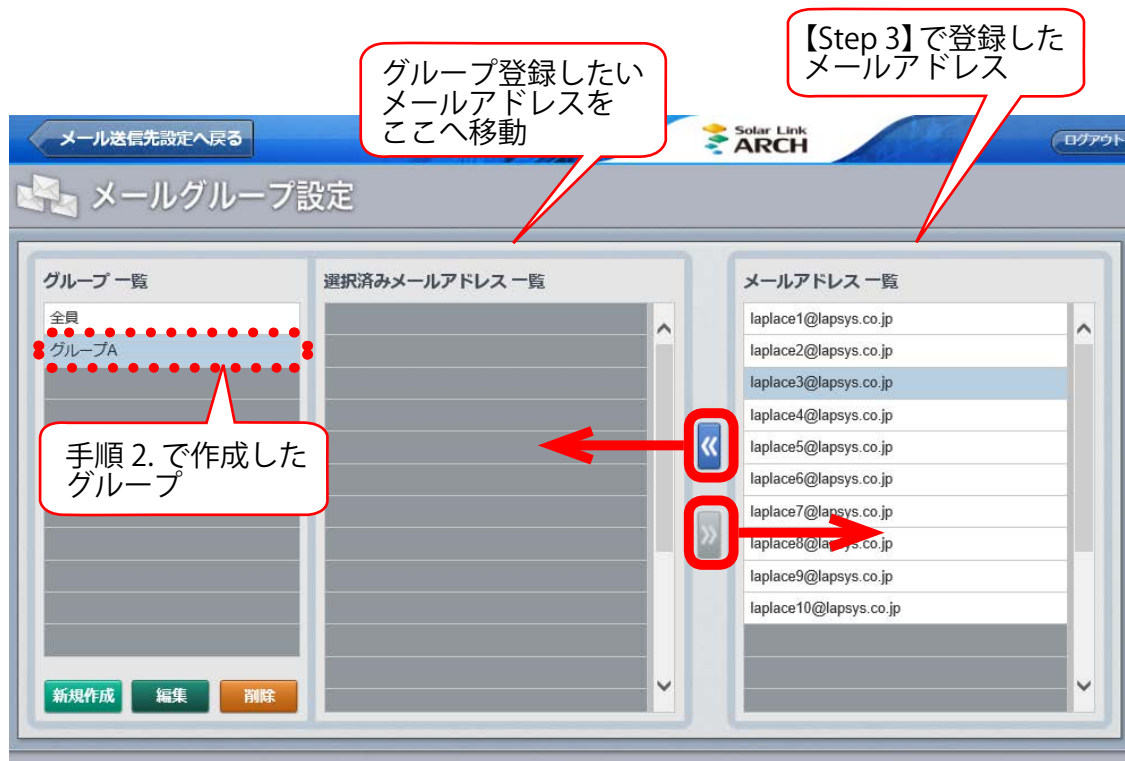 【Step 3】で登録した
メールアドレス
グループ登録したい
メールアドレスを
ここへ移動
メール送信先設定へ戻る
Solar Link
ARCH
ログアウト
メールグループ設定
グループ 一覧
選択済みメールアドレス 一覧
メールアドレス 一覧
全員
グループA
手順 2. で作成した
グループ
laplace1@lapsys.co.jp
laplace2@lapsys.co.jp
laplace3@lapsys.co.jp
laplace4@lapsys.co.jp
laplace5@lapsys.co.jp
laplace6@lapsys.co.jp
laplace7@lapsys.co.jp
laplace8@lapsys.co.jp
laplace9@lapsys.co.jp
laplace10@lapsys.co.jp
新規作成
編集
削除